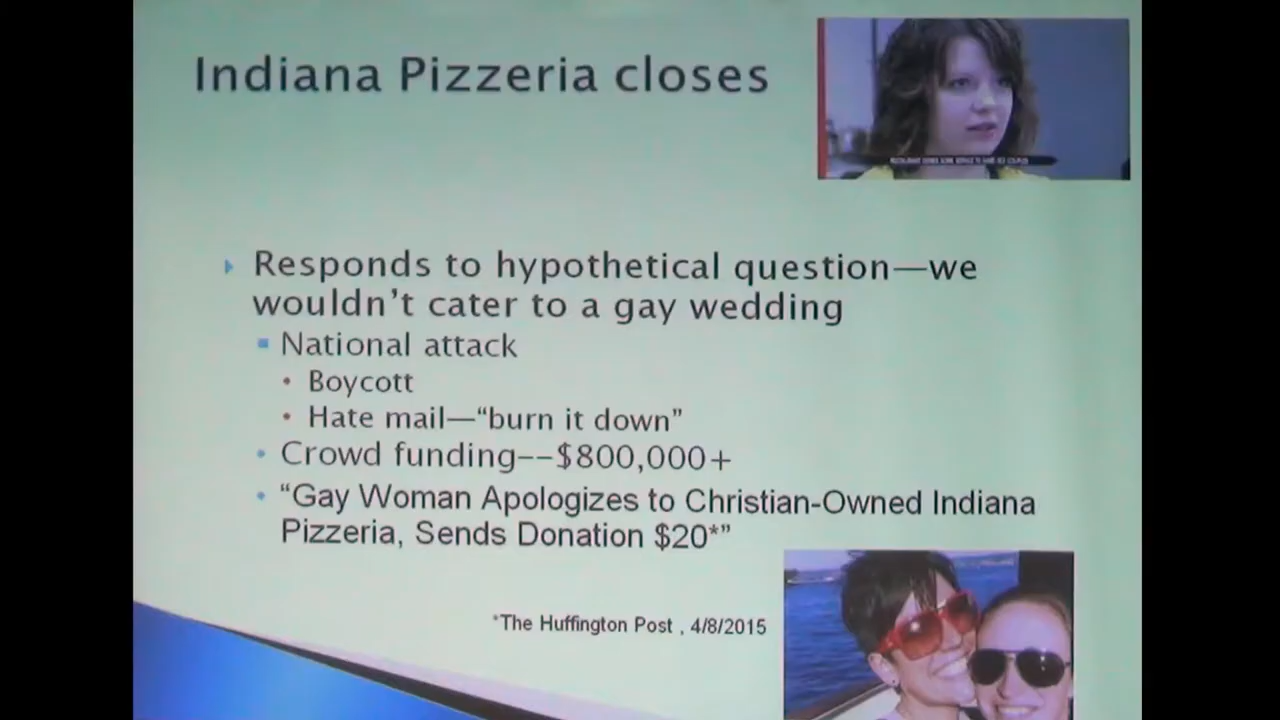 Indiana Pizzeria closes
Responds to hypothetical question—we
wouldn't cater to a gay wedding
National attack
Boycott
Hate mail—"burn it down"
Crowd funding--$800,000+
"Gay Woman Apologizes to Christian-Owned Indiana
Pizzeria, Sends Donation $20*"
*The Huffington Post , 4/8/2015